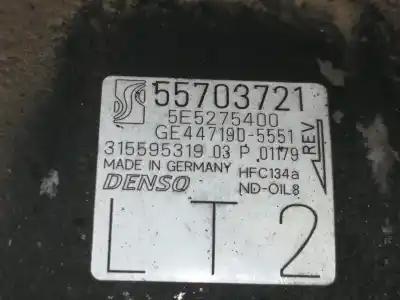 55703721
5E5275400
GE447190-5551
315595319 03 P 01179
REV
MADE IN GERMANY HFC134a
DENSO ND-OIL8
LT2